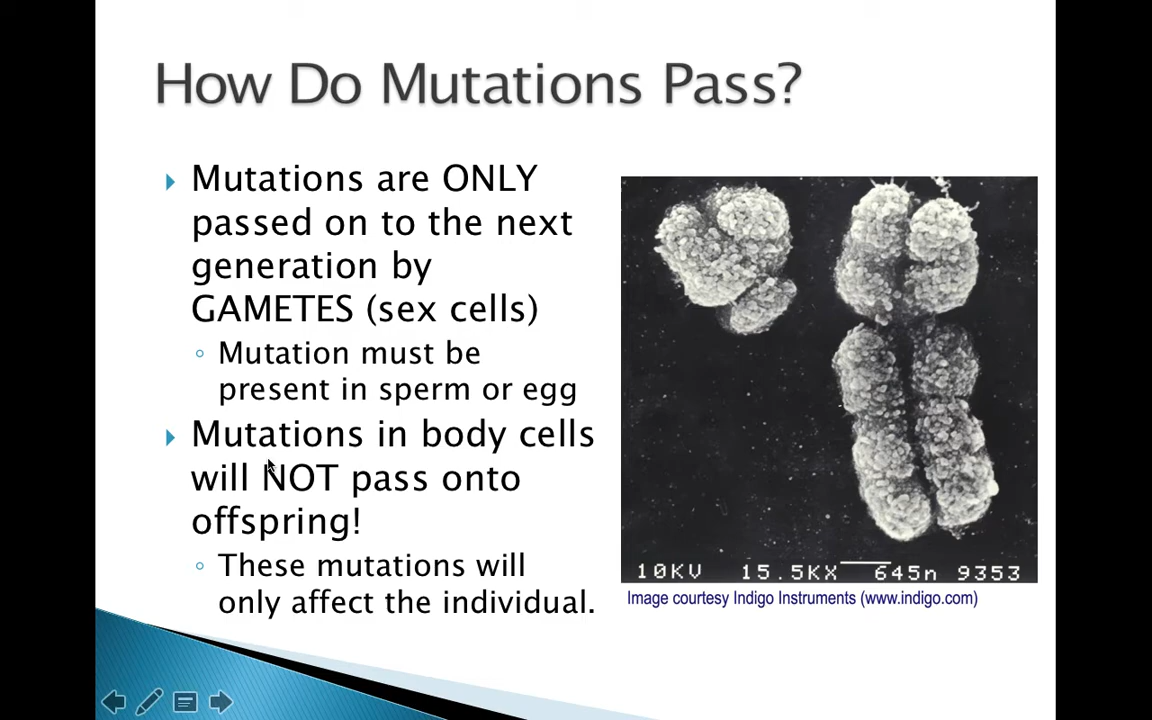 How Do Mutations Pass?
Mutations are ONLY
passed on to the next
generation by
GAMETES (sex cells)
Mutation must be
present in sperm or egg
Mutations in body cells
will NOT pass onto
offspring!
These mutations will
only affect the individual.
10KV 15.5KX 645n 9353
Image courtesy Indigo Instruments (www.indigo.com)